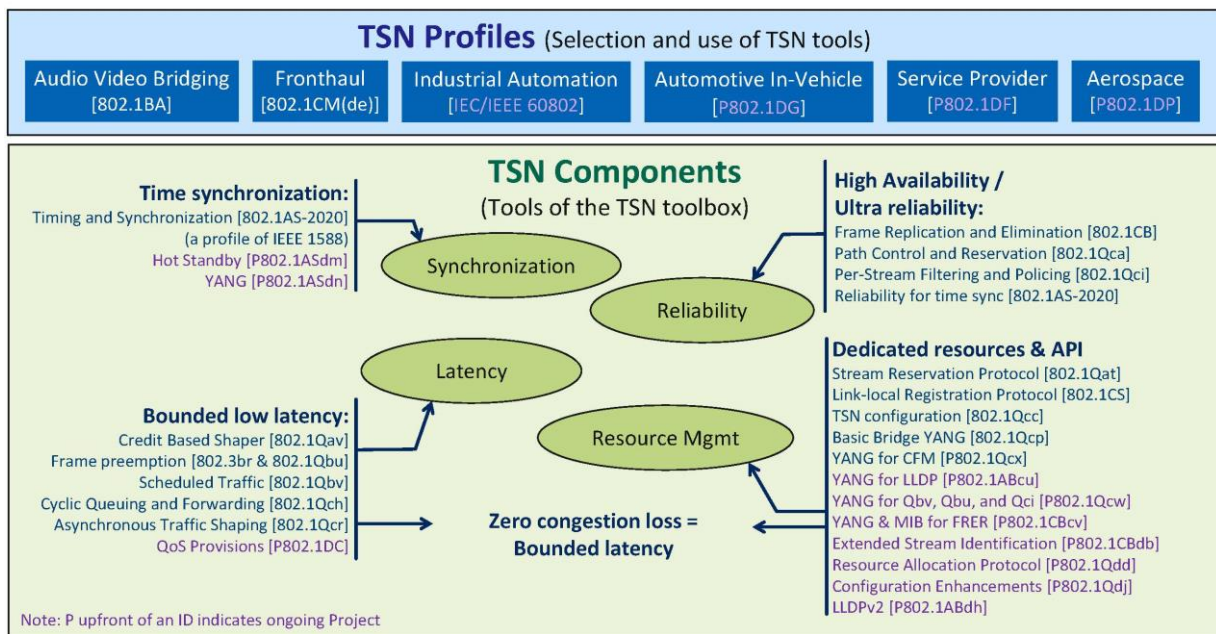 TSN Profiles (Selection and use of TSN tools)
Audio Video Bridging
[802.1BA]
Fronthaul
[802.1CM(de)]
Industrial Automation
[IEC/IEEE 60802]
Automotive In-Vehicle
[P802.1DG]
Service Provider
[P802.1DF]
Aerospace
[P802.1DP]
TSN Components
(Tools of the TSN toolbox)
Time synchronization:
Timing and Synchronization [802.1AS-2020]
(a profile of IEEE 1588)
Hot Standby [P802.1ASdm]
YANG [P802.1ASdn]
Synchronization
High Availability /
Ultra reliability:
Frame Replication and Elimination [802.1CB]
Path Control and Reservation [802.1Qca]
Per-Stream Filtering and Policing [802.1Qci]
Reliability for time sync [802.1AS-2020]
Reliability
Latency
Bounded low latency:
Credit Based Shaper [802.1Qav]
Frame preemption [802.3br & 802.1Qbu]
Scheduled Traffic [802.1Qbv]
Cyclic Queuing and Forwarding [802.1Qch]
Asynchronous Traffic Shaping [802.1Qcr]
QoS Provisions [P802.1DC]
Resource Mgmt
Zero congestion loss =
Bounded latency
Dedicated resources & API
Stream Reservation Protocol [802.1Qat]
Link-local Registration Protocol [802.1CS]
TSN configuration [802.1Qcc]
Basic Bridge YANG [802.1Qcp]
YANG for CFM [P802.1Qcx]
YANG for LLDP [P802.1ABcu]
YANG for Qbv, Qbu, and Qci [P802.1Qcw]
YANG & MIB for FRER [P802.1CBcv]
Extended Stream Identification [P802.1CBdb]
Resource Allocation Protocol [P802.1Qdd]
Configuration Enhancements [P802.1Qdj]
LLDPv2 [P802.1ABdh]
Note: P upfront of an ID indicates ongoing Project